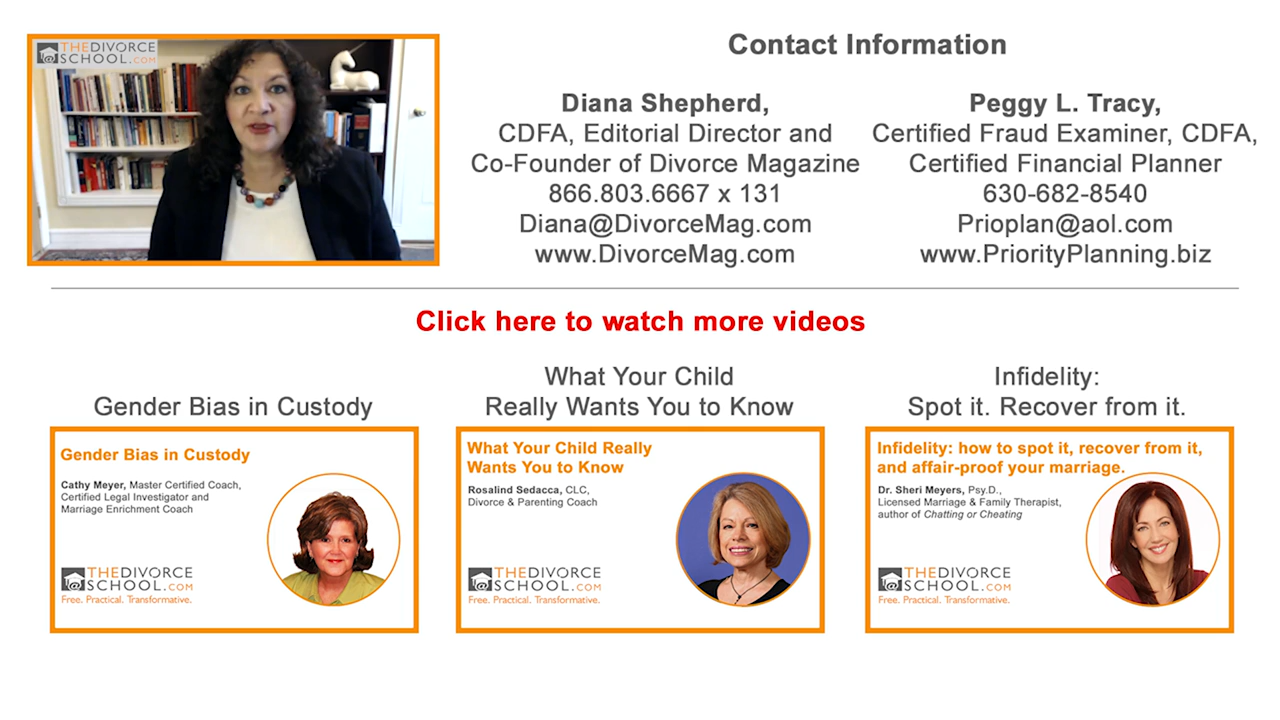 THEDIVORCE
@SCHOOL.COM
Contact Information
Diana Shepherd,
CDFA, Editorial Director and
Co-Founder of Divorce Magazine
866.803.6667 x 131
Diana@DivorceMag.com
www.DivorceMag.com
Peggy L. Tracy,
Certified Fraud Examiner, CDFA,
Certified Financial Planner
630-682-8540
Prioplan@aol.com
www.PriorityPlanning.biz
Click here to watch more videos
Gender Bias in Custody
Gender Bias in Custody
Cathy Meyer, Master Certified Coach,
Certified Legal Investigator and
Marriage Enrichment Coach
THEDIVORCE
@SCHOOL.COM
Free. Practical. Transformative.
What Your Child
Really Wants You to Know
What Your Child Really
Wants You to Know
Rosalind Sedacca, CLC,
Divorce & Parenting Coach
THEDIVORCE
@SCHOOL.COM
Free. Practical. Transformative.
Infidelity:
Spot it. Recover from it.
Infidelity: how to spot it, recover from it,
and affair-proof your marriage.
Dr. Sheri Meyers, Psy.D.,
Licensed Marriage & Family Therapist,
author of Chatting or Cheating
THEDIVORCE
@SCHOOL.COM
Free. Practical. Transformative.